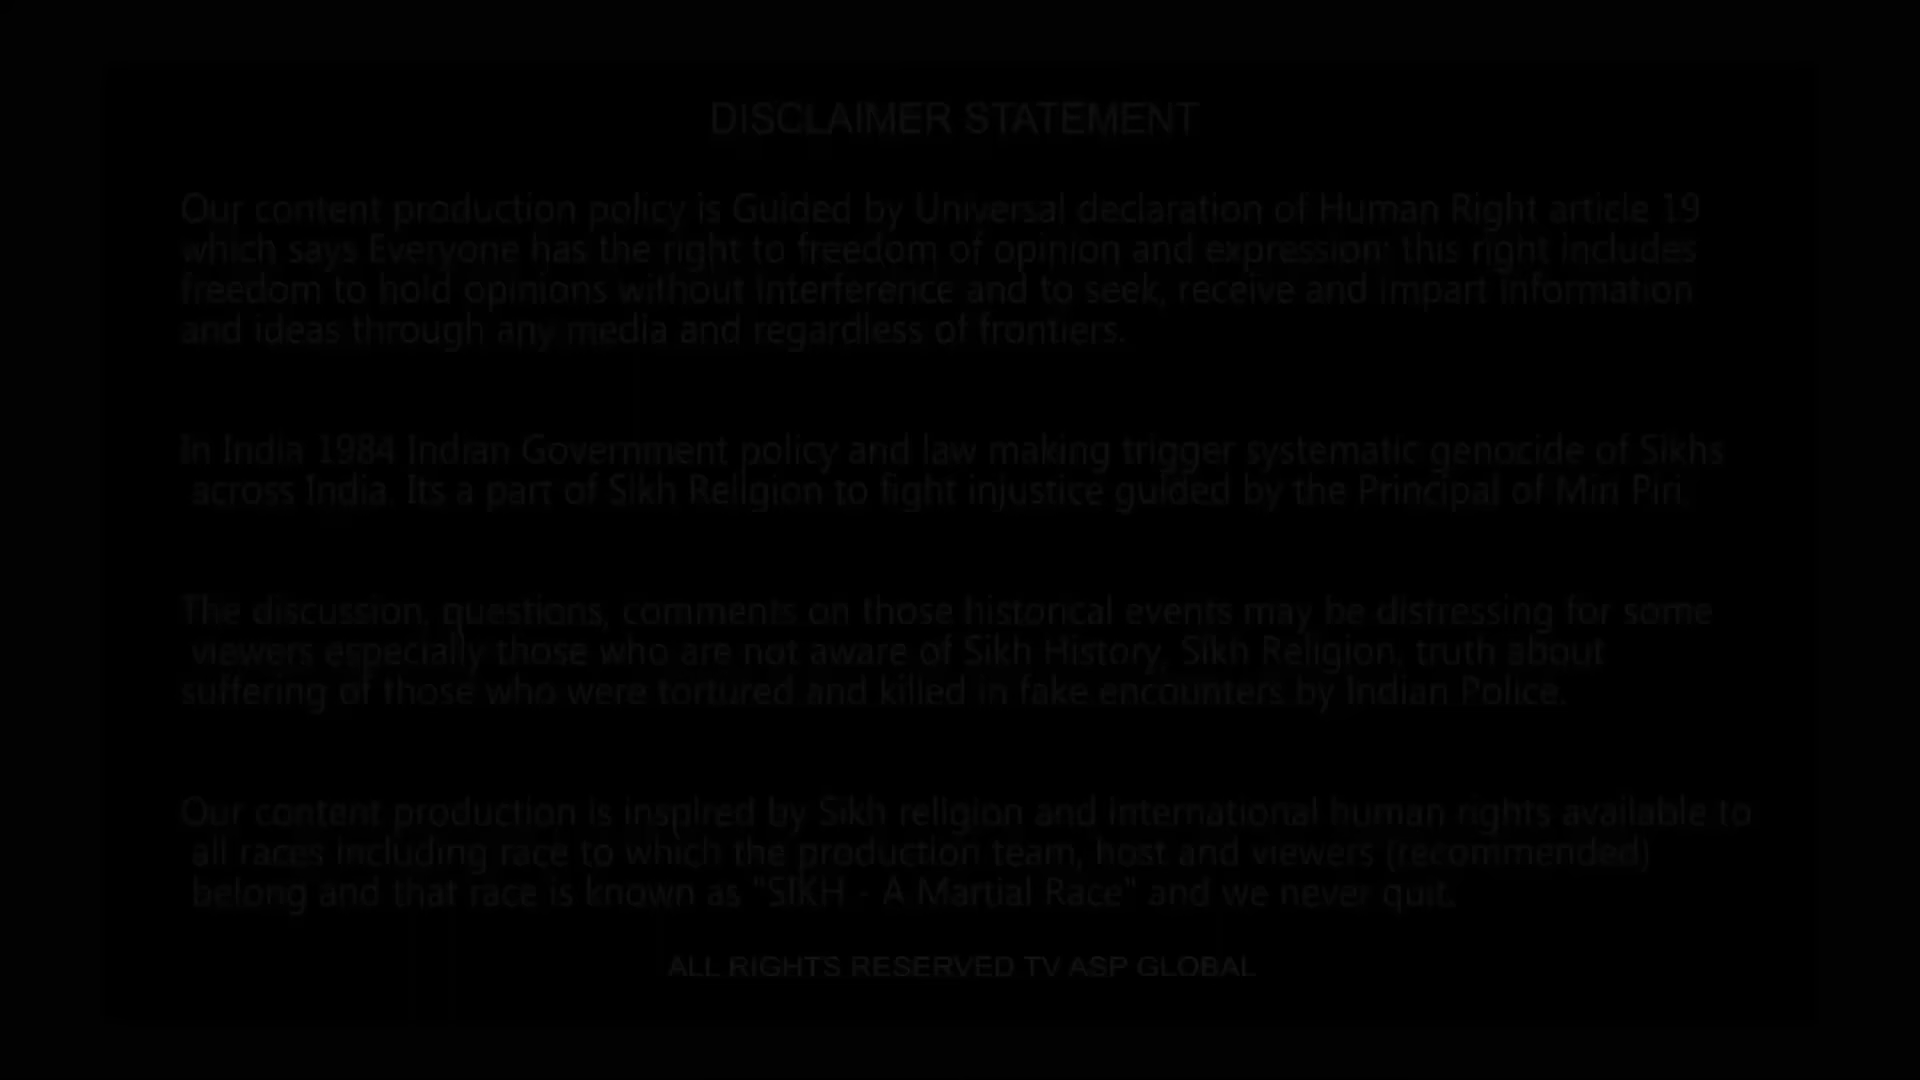 DISCLAIMER STATEMENT
Our content production policy is Guided by Universal declaration of Human Right article 19
which says Everyone has the right to freedom of opinion and expression; this right includes
freedom to hold opinions without interference and to seek, receive and impart information
and ideas through any media and regardless of frontiers.
In India 1984 Indian Government policy and law making trigger systematic genocide of Sikhs
across India. Its a part of Sikh Religion to fight injustice guided by the Principal of Miri Piri.
The discussion, questions, comments on those historical events may be distressing for some
viewers especially those who are not aware of Sikh History, Sikh Religion, truth about
suffering of those who were tortured and killed in fake encounters by Indian Police.
Our content production is inspired by Sikh religion and international human rights available to
all races including race to which the production team, host and viewers (recommended)
belong and that race is known as "SIKH - A Martial Race" and we never quit.
ALL RIGHTS RESERVED TV ASP GLOBAL